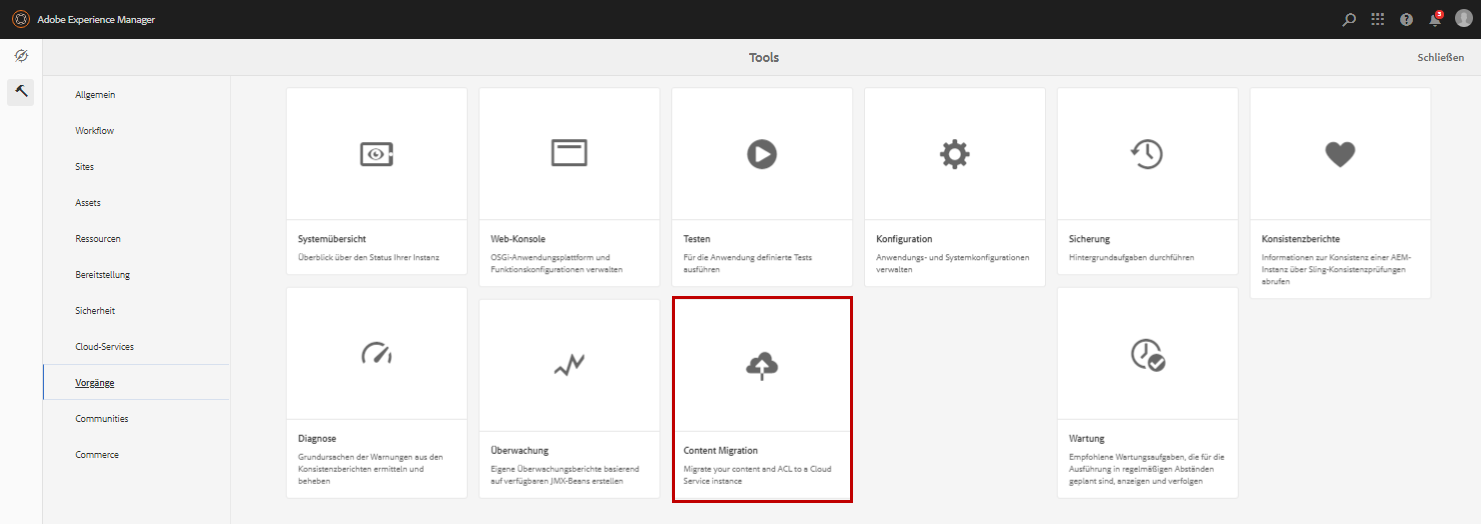 Adobe Experience Manager
5
Tools
Schließen
Allgemein
Workflow
Sites
Assets
Ressourcen
Bereitstellung
Sicherheit
Cloud-Services
Vorgänge
Communities
Commerce
Systemübersicht
Überblick über den Status Ihrer Instanz
Web-Konsole
OSGi-Anwendungsplattform und
Funktionskonfigurationen verwalten
Testen
Für die Anwendung definierte Tests
ausführen
Konfiguration
Anwendungs- und Systemkonfigurationen
verwalten
Sicherung
Hintergrundaufgaben durchführen
Konsistenzberichte
Informationen zur Konsistenz einer AEM-
Instanz über Sling-Konsistenzprüfungen
abrufen
Diagnose
Grundursachen der Warnungen aus den
Konsistenzberichten ermitteln und
beheben
Überwachung
Eigene Überwachungsberichte basierend
auf verfügbaren JMX-Beans erstellen
Content Migration
Migrate your content and ACL to a Cloud
Service instance
Wartung
Empfohlene Wartungsaufgaben, die für die
Ausführung in regelmäßigen Abständen
geplant sind, anzeigen und verfolgen